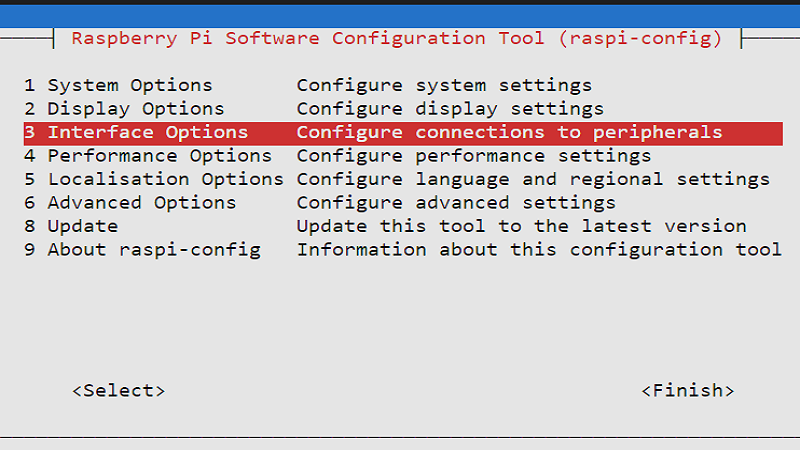 Raspberry Pi Software Configuration Tool (raspi-config)
1 System Options Configure system settings
2 Display Options Configure display settings
3 Interface Options Configure connections to peripherals
4 Performance Options Configure performance settings
5 Localisation Options Configure language and regional settings
6 Advanced Options Configure advanced settings
8 Update Update this tool to the latest version
9 About raspi-config Information about this configuration tool
<Select> <Finish>